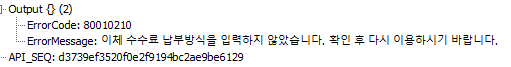 Output {} (2)
ErrorCode: 80010210
ErrorMessage: 이체 수수료 납부방식을 입력하지 않았습니다. 확인 후 다시 이용하시기 바랍니다.
API_SEQ: d3739ef3520f0e2f9194bc2ae9be6129